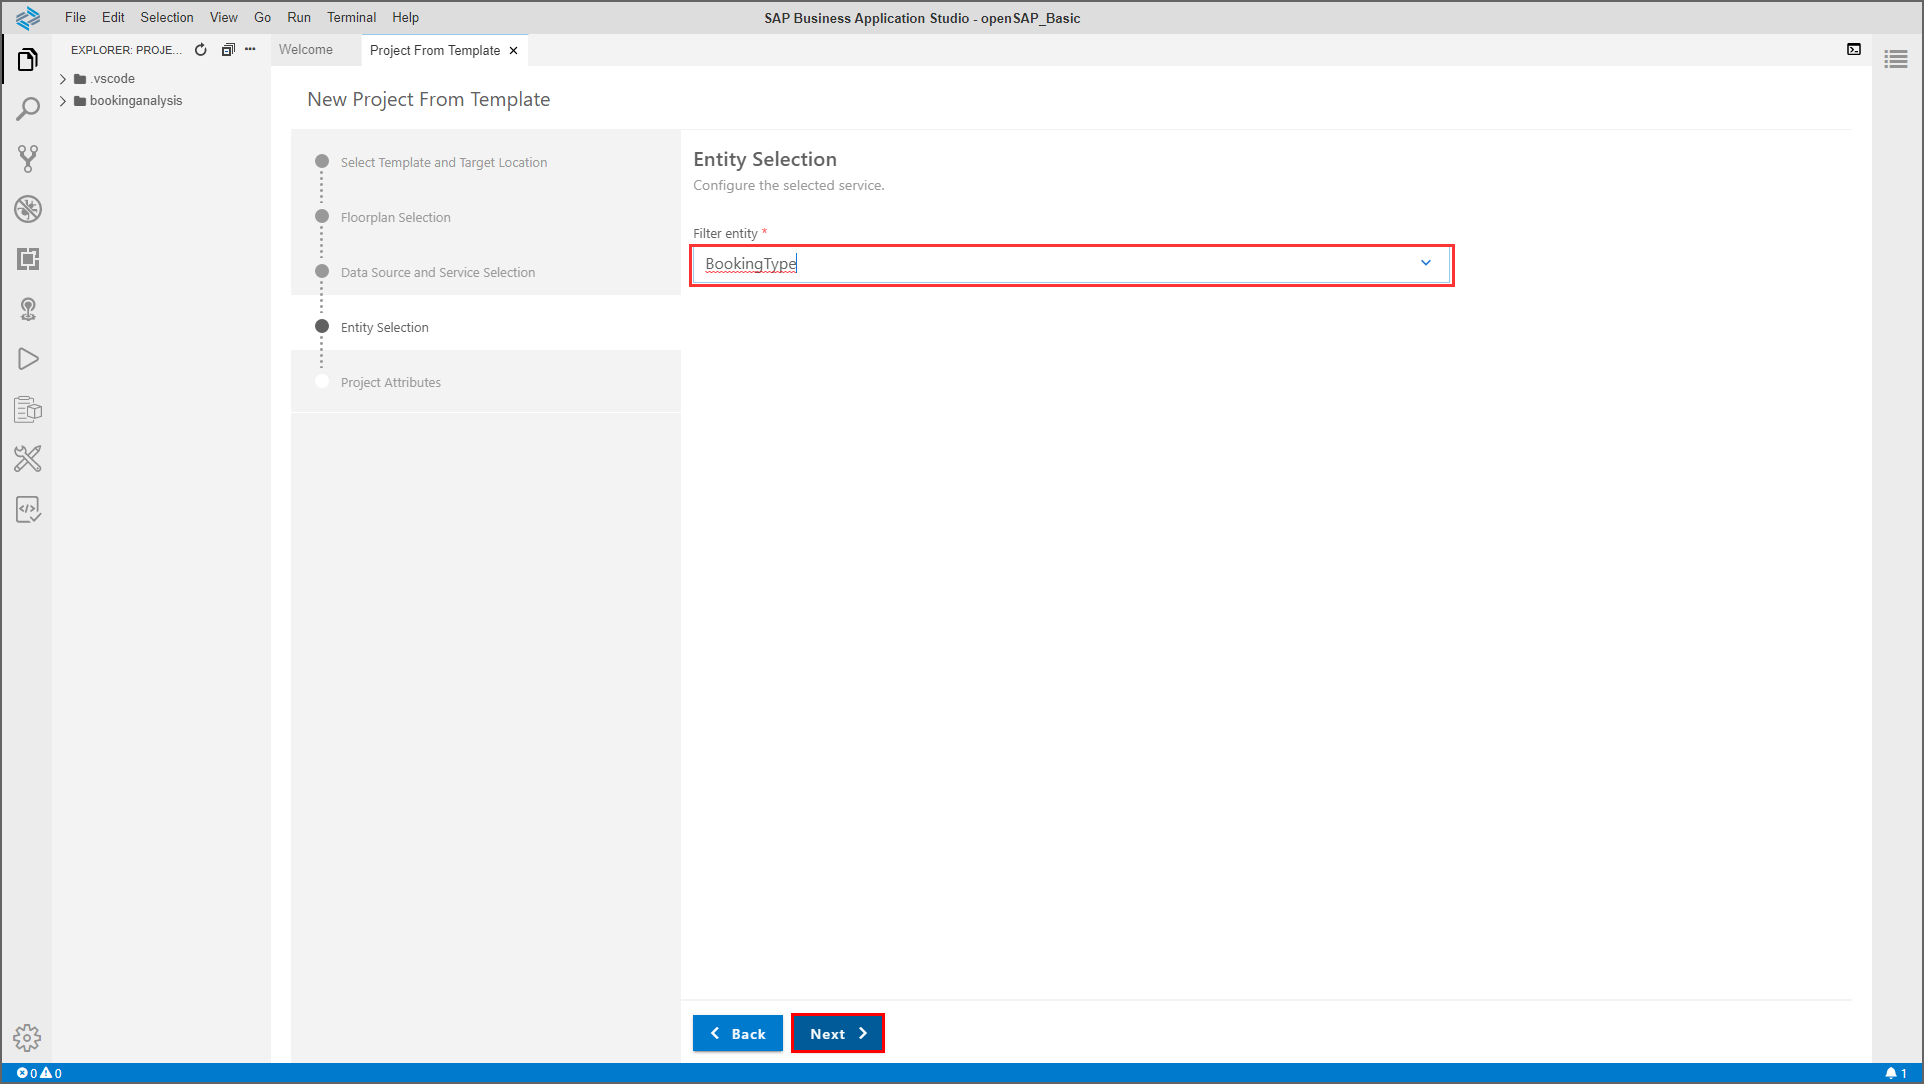 File Edit Selection View Go Run Terminal Help
SAP Business Application Studio - openSAP_Basic
EXPLORER: PROJE...
Welcome
Project From Template
.vscode
bookinganalysis
New Project From Template
Select Template and Target Location
Floorplan Selection
Data Source and Service Selection
Entity Selection
Project Attributes
Entity Selection
Configure the selected service.
Filter entity *
BookingType
Back
Next
0 0
1